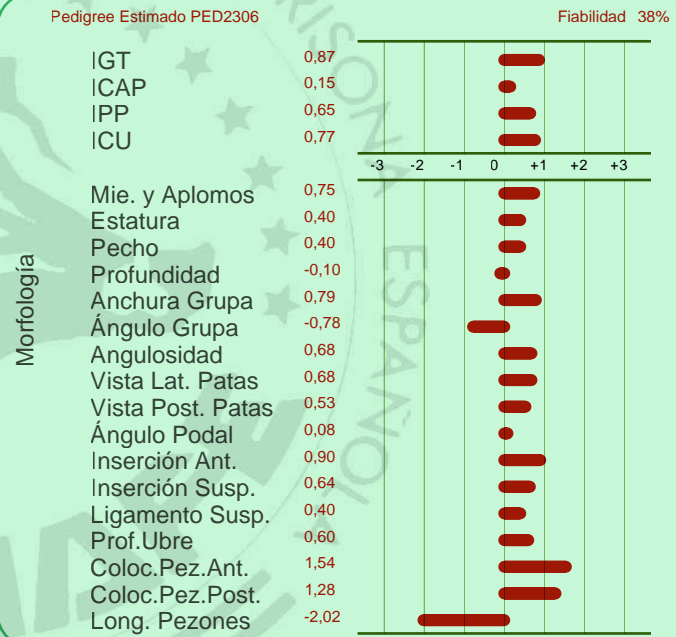 Pedigree Estimado PED2306 Fiabilidad 38%
IGT 0,87
ICAP 0,15
IPP 0,65
ICU 0,77
-3 -2 -1 0 +1 +2 +3
Morfología
Mie. y Aplomos 0,75
Estatura 0,40
Pecho 0,40
Profundidad -0,10
Anchura Grupa 0,79
Ángulo Grupa -0,78
Angulosidad 0,68
Vista Lat. Patas 0,68
Vista Post. Patas 0,53
Ángulo Podal 0,08
Inserción Ant. 0,90
Inserción Susp. 0,64
Ligamento Susp. 0,40
Prof.Ubre 0,60
Coloc.Pez.Ant. 1,54
Coloc.Pez.Post. 1,28
Long. Pezones -2,02
ESPAÑOLA